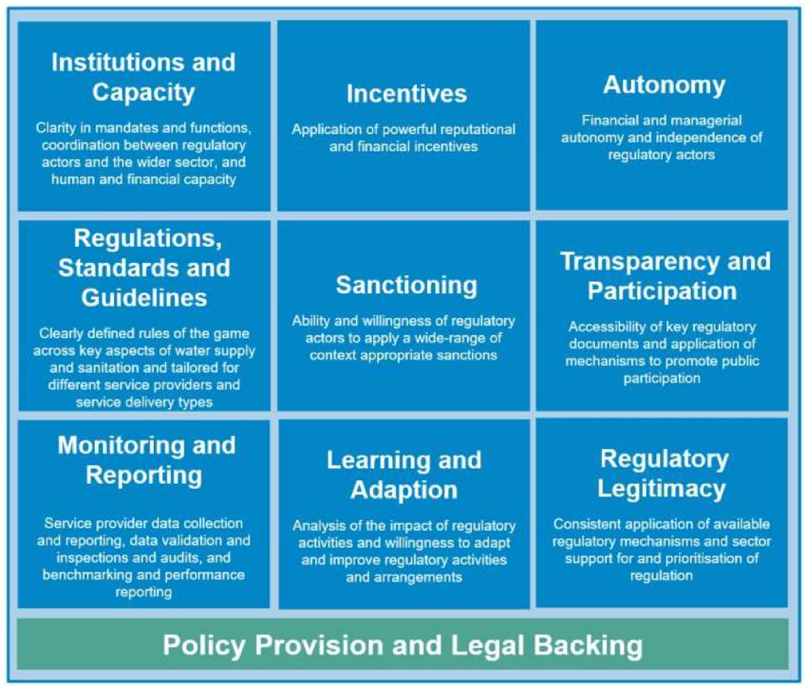 Institutions and
Capacity
Clarity in mandates and functions,
coordination between regulatory
actors and the wider sector, and
human and financial capacity
Incentives
Application of powerful reputational
and financial incentives
Autonomy
Financial and managerial
autonomy and independence of
regulatory actors
Regulations,
Standards and
Guidelines
Clearly defined rules of the game
across key aspects of water supply
and sanitation and tailored for
different service providers and
service delivery types
Sanctioning
Ability and willingness of regulatory
actors to apply a wide-range of
context appropriate sanctions
Transparency and
Participation
Accessibility of key regulatory
documents and application of
mechanisms to promote public
participation
Monitoring and
Reporting
Service provider data collection
and reporting, data validation and
inspections and audits, and
benchmarking and performance
reporting
Learning and
Adaption
Analysis of the impact of regulatory
activities and willingness to adapt
and improve regulatory activities
and arrangements
Regulatory
Legitimacy
Consistent application of available
regulatory mechanisms and sector
support for and prioritisation of
regulation
Policy Provision and Legal Backing